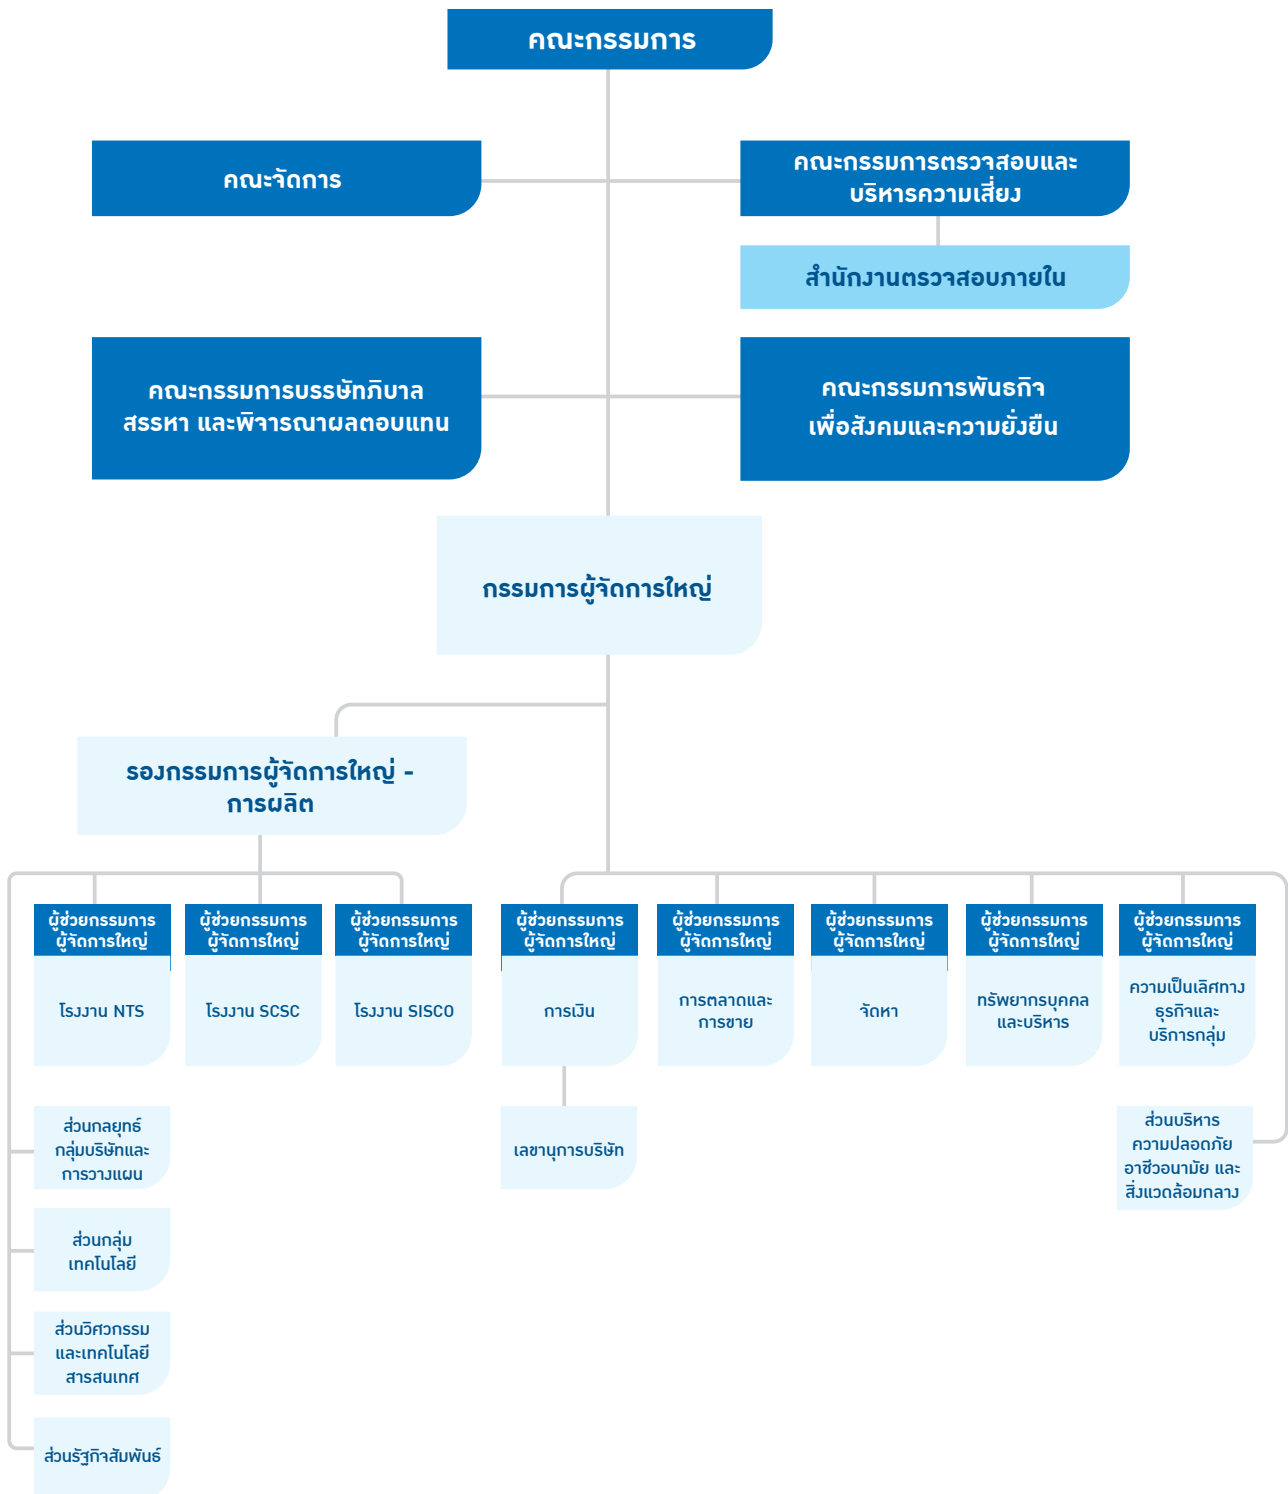 คณะกรรมการ
คณะจัดการ
คณะกรรมการตรวจสอบและ
บริหารความเสี่ยง
สำนักงานตรวจสอบภายใน
คณะกรรมการบรรษัทภิบาล
สรรหา และพิจารณาผลตอบแทน
คณะกรรมการพันธกิจ
เพื่อสังคมและความยั่งยืน
กรรมการผู้จัดการใหญ่
รองกรรมการผู้จัดการใหญ่ -
การผลิต
ผู้ช่วยกรรมการ
ผู้จัดการใหญ่
โรงงาน NTS
ผู้ช่วยกรรมการ
ผู้จัดการใหญ่
โรงงาน SCSC
ผู้ช่วยกรรมการ
ผู้จัดการใหญ่
โรงงาน SISCO
ผู้ช่วยกรรมการ
ผู้จัดการใหญ่
การเงิน
ผู้ช่วยกรรมการ
ผู้จัดการใหญ่
การตลาดและ
การขาย
ผู้ช่วยกรรมการ
ผู้จัดการใหญ่
จัดหา
ผู้ช่วยกรรมการ
ผู้จัดการใหญ่
ทรัพยากรบุคคล
และบริหาร
ผู้ช่วยกรรมการ
ผู้จัดการใหญ่
ความเป็นเลิศทาง
ธุรกิจและ
บริการกลุ่ม
ส่วนกลยุทธ์
กลุ่มบริษัทและ
การวางแผน
เลขานุการบริษัท
ส่วนบริหาร
ความปลอดภัย
อาชีวอนามัย และ
สิ่งแวดล้อมกลาง
ส่วนกลุ่ม
เทคโนโลยี
ส่วนวิศวกรรม
และเทคโนโลยี
สารสนเทศ
ส่วนรัฐกิจสัมพันธ์